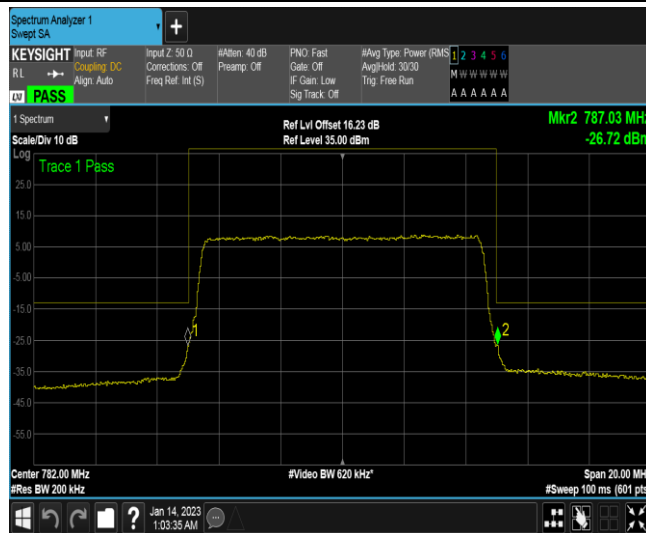 Spectrum Analyzer 1
Swept SA
+
KEYSIGHT
RL
LXI PASS
Input: RF
Coupling: DC
Align: Auto
Input Z: 50 Ω
Corrections: Off
Freq Ref: Int (S)
#Atten: 40 dB
Preamp: Off
PNO: Fast
Gate: Off
IF Gain: Low
Sig Track: Off
#Avg Type: Power (RMS
Avg|Hold: 30/30
Trig: Free Run
1 2 3 4 5 6
M W W W W W
A A A A A A
1 Spectrum
Scale/Div 10 dB
Ref Lvl Offset 16.23 dB
Ref Level 35.00 dBm
Mkr2 787.03 MHz
-26.72 dBm
Log
Trace 1 Pass
25.0
15.0
5.00
-5.00
-15.0
-25.0
-35.0
-45.0
-55.0
1
2
Center 782.00 MHz
#Res BW 200 kHz
#Video BW 620 kHz*
Span 20.00 MHz
#Sweep 100 ms (601 pts
?
Jan 14, 2023
1:03:35 AM